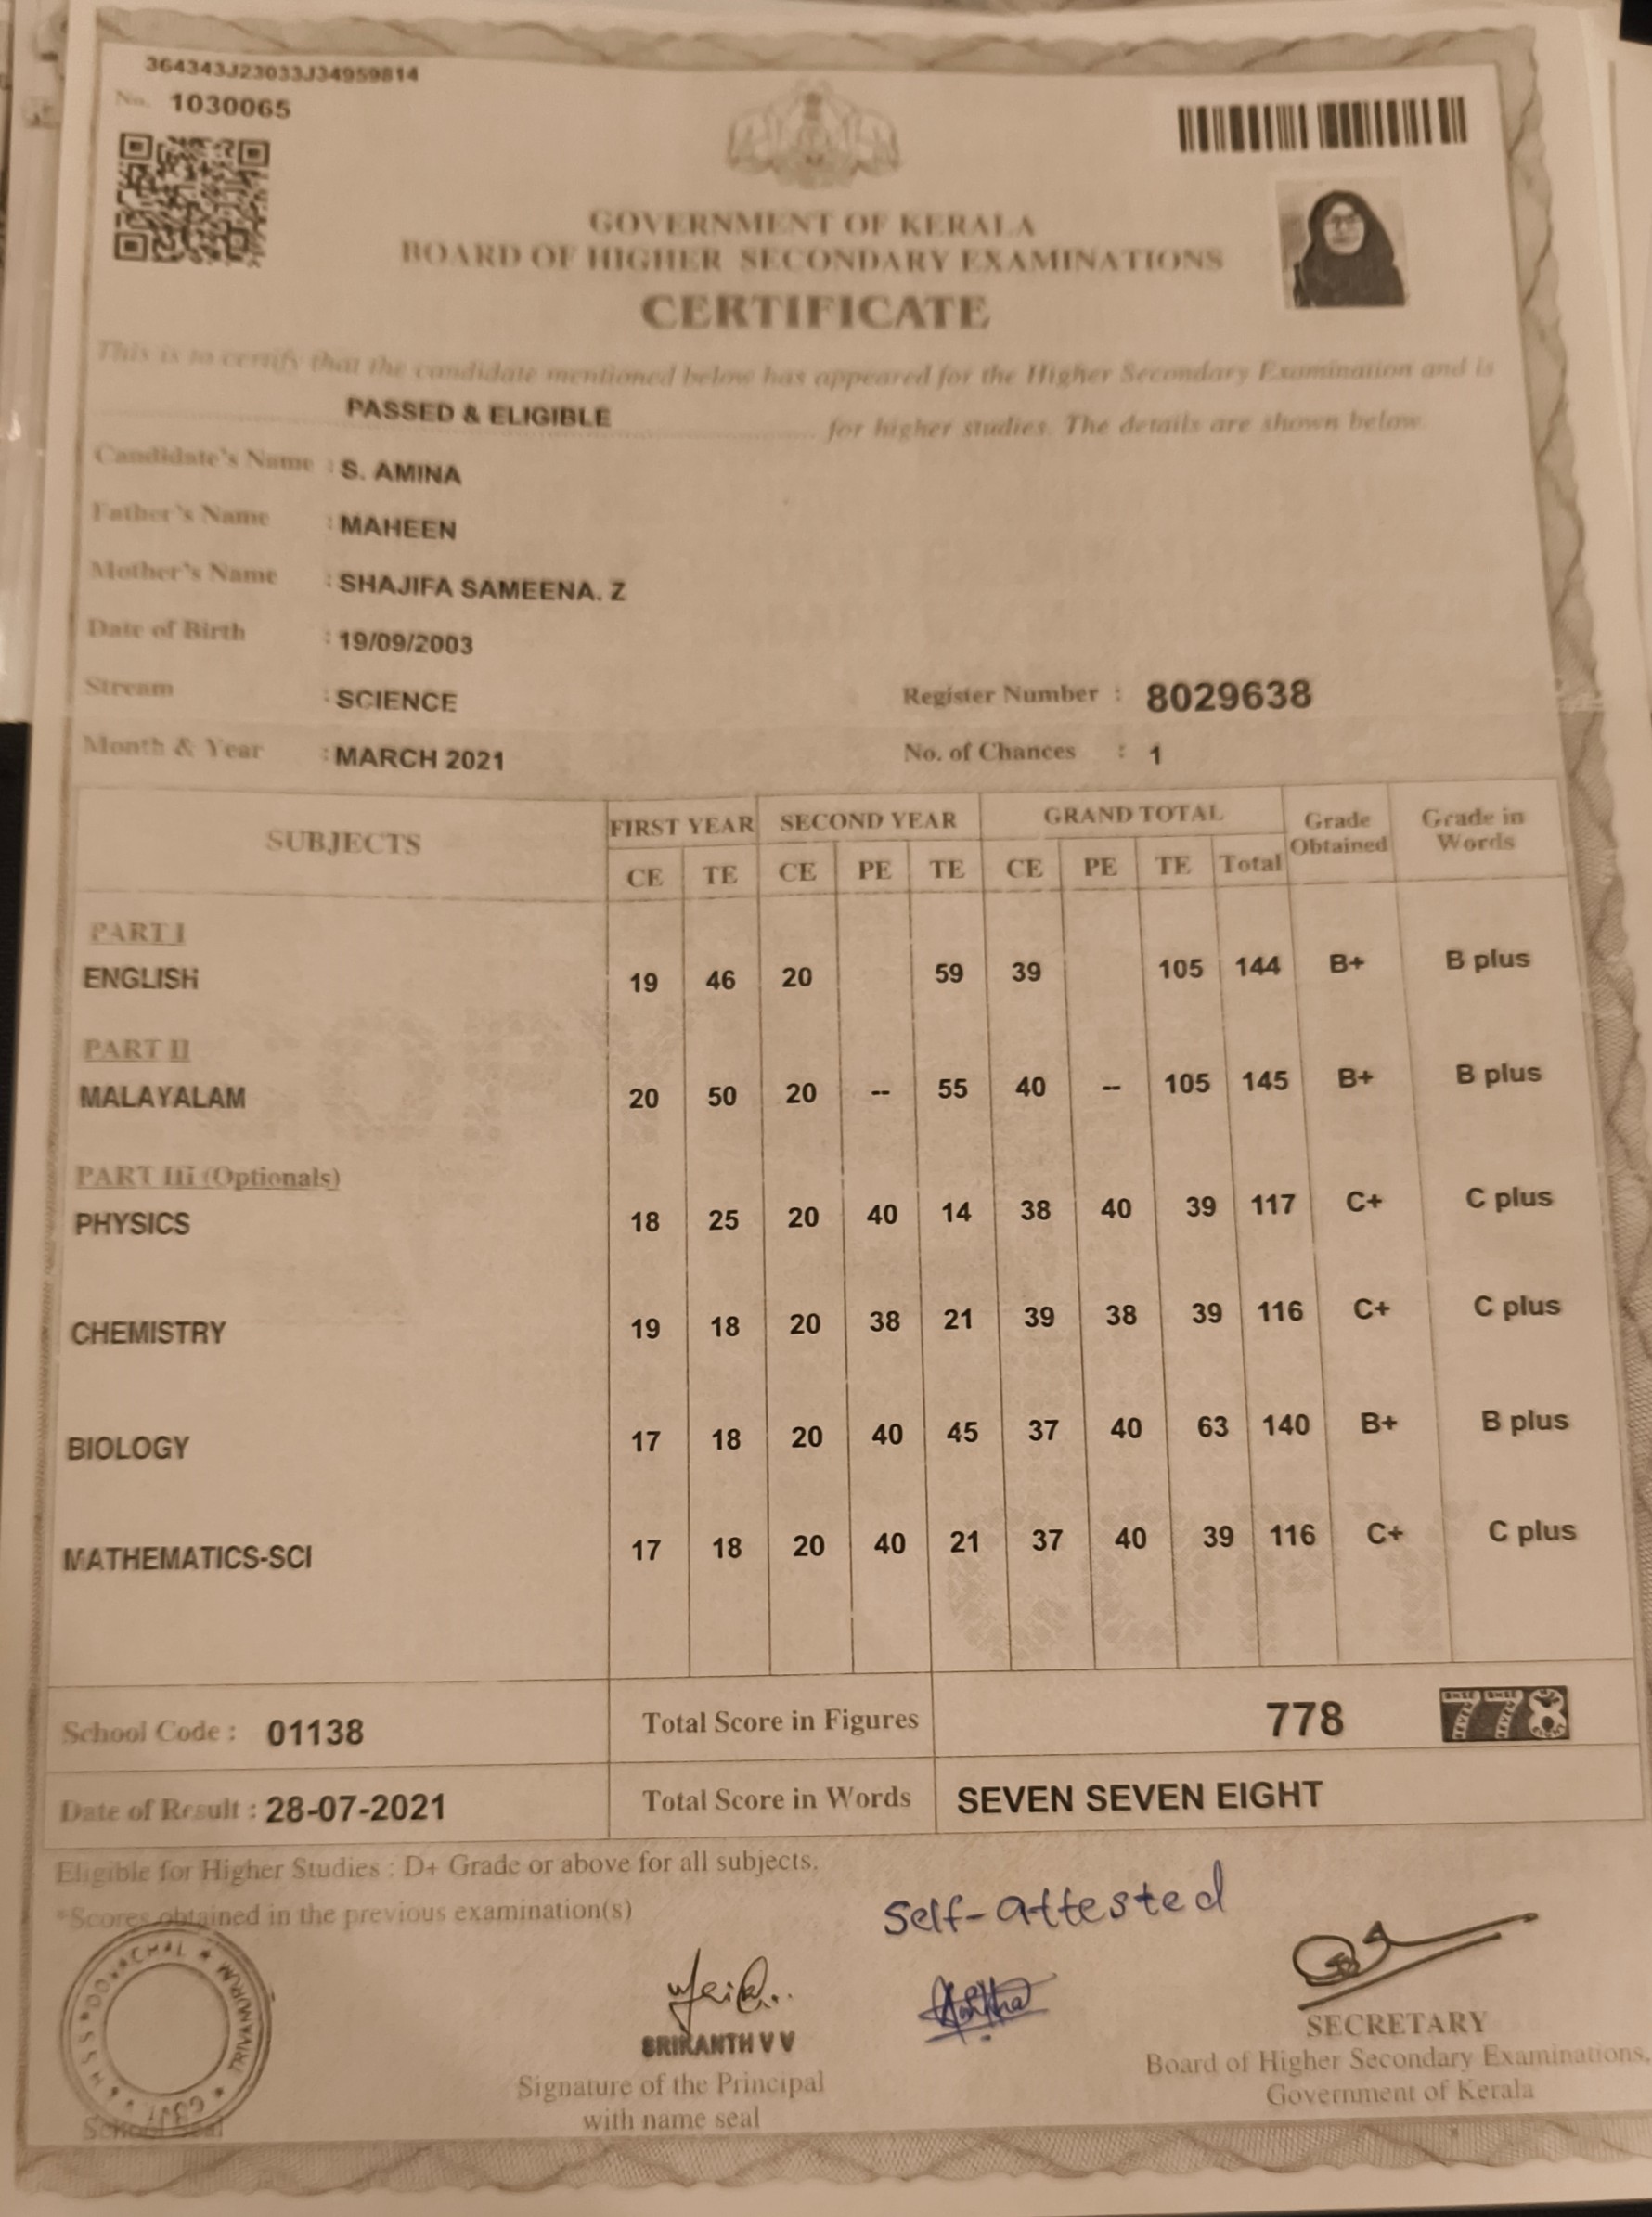 364343J23033J34959814
No. 1030065
GOVERNMENT OF KERALA
BOARD OF HIGHER SECONDARY EXAMINATIONS
CERTIFICATE
This is to certify that the candidate mentioned below has appeared for the Higher Secondary Examination and is
PASSED & ELIGIBLE for higher studies. The details are shown below.
Candidate's Name : S. AMINA
Father's Name : MAHEEN
Mother's Name : SHAJIFA SAMEENA. Z
Date of Birth : 19/09/2003
Stream : SCIENCE Register Number : 8029638
Month & Year : MARCH 2021 No. of Chances : 1
SUBJECTS FIRST YEAR SECOND YEAR GRAND TOTAL Grade Obtained Grade in Words
CE TE CE PE TE CE PE TE Total
PART I
ENGLISH 19 46 20 59 39 105 144 B+ B plus
PART II
MALAYALAM 20 50 20 -- 55 40 -- 105 145 B+ B plus
PART III (Optionals)
PHYSICS 18 25 20 40 14 38 40 39 117 C+ C plus
CHEMISTRY 19 18 20 38 21 39 38 39 116 C+ C plus
BIOLOGY 17 18 20 40 45 37 40 63 140 B+ B plus
MATHEMATICS-SCI 17 18 20 40 21 37 40 39 116 C+ C plus
School Code : 01138 Total Score in Figures 778 778
Date of Result : 28-07-2021 Total Score in Words SEVEN SEVEN EIGHT
Eligible for Higher Studies : D+ Grade or above for all subjects.
*Scores obtained in the previous examination(s)
Self-attested
SRIKANTH V V
Signature of the Principal
with name seal
SECRETARY
Board of Higher Secondary Examinations,
Government of Kerala
TRIVANDRUM
School Seal